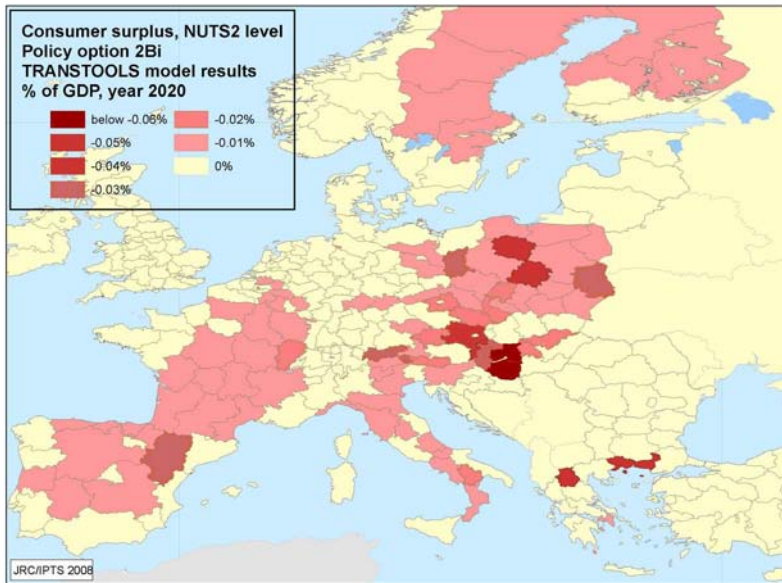 Consumer surplus, NUTS2 level
Policy option 2Bi
TRANSTOOLS model results
% of GDP, year 2020
below -0.06%
-0.02%
-0.05%
-0.01%
-0.04%
0%
-0.03%
JRC/IPTS 2008